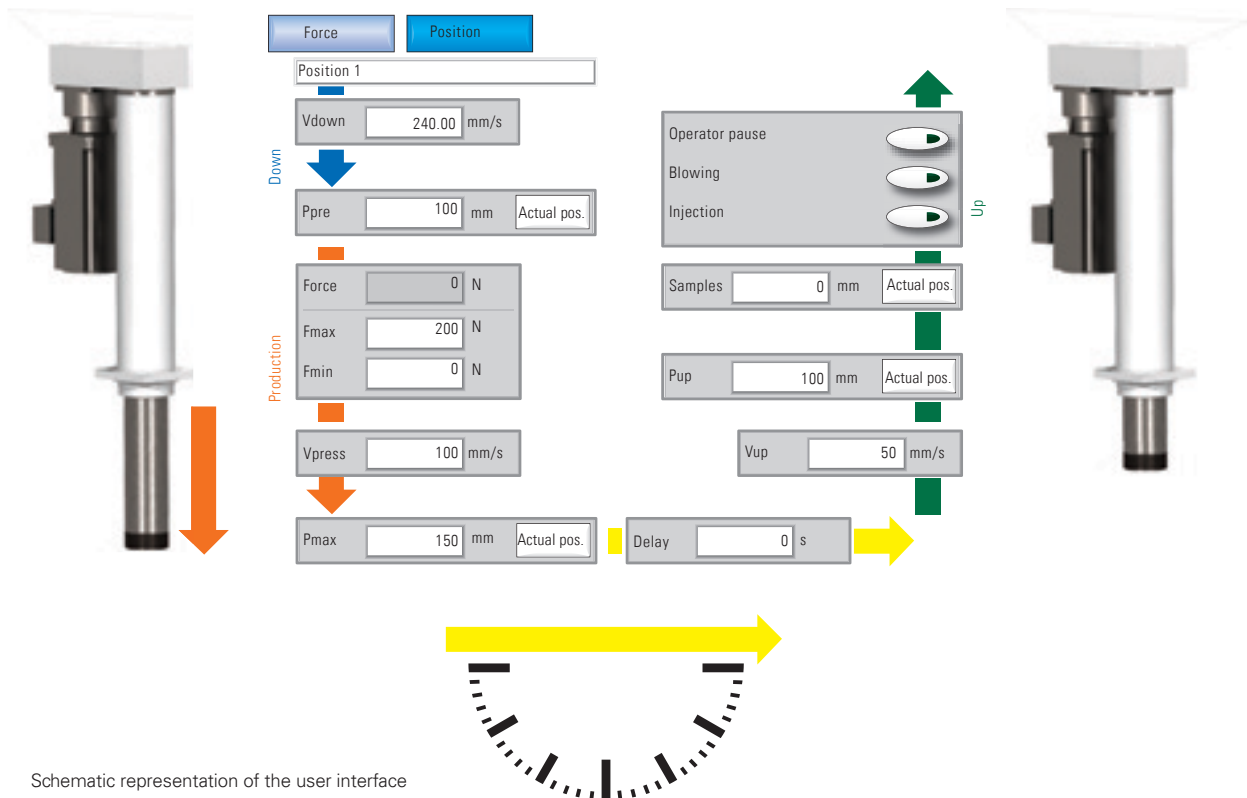 Force
Position
Position 1
Vdown 240.00 mm/s
Down
Ppre 100 mm Actual pos.
Production
Force 0 N
Fmax 200 N
Fmin 0 N
Vpress 100 mm/s
Pmax 150 mm Actual pos.
Delay 0 s
Operator pause
Blowing
Injection
Up
Samples 0 mm Actual pos.
Pup 100 mm Actual pos.
Vup 50 mm/s
Schematic representation of the user interface